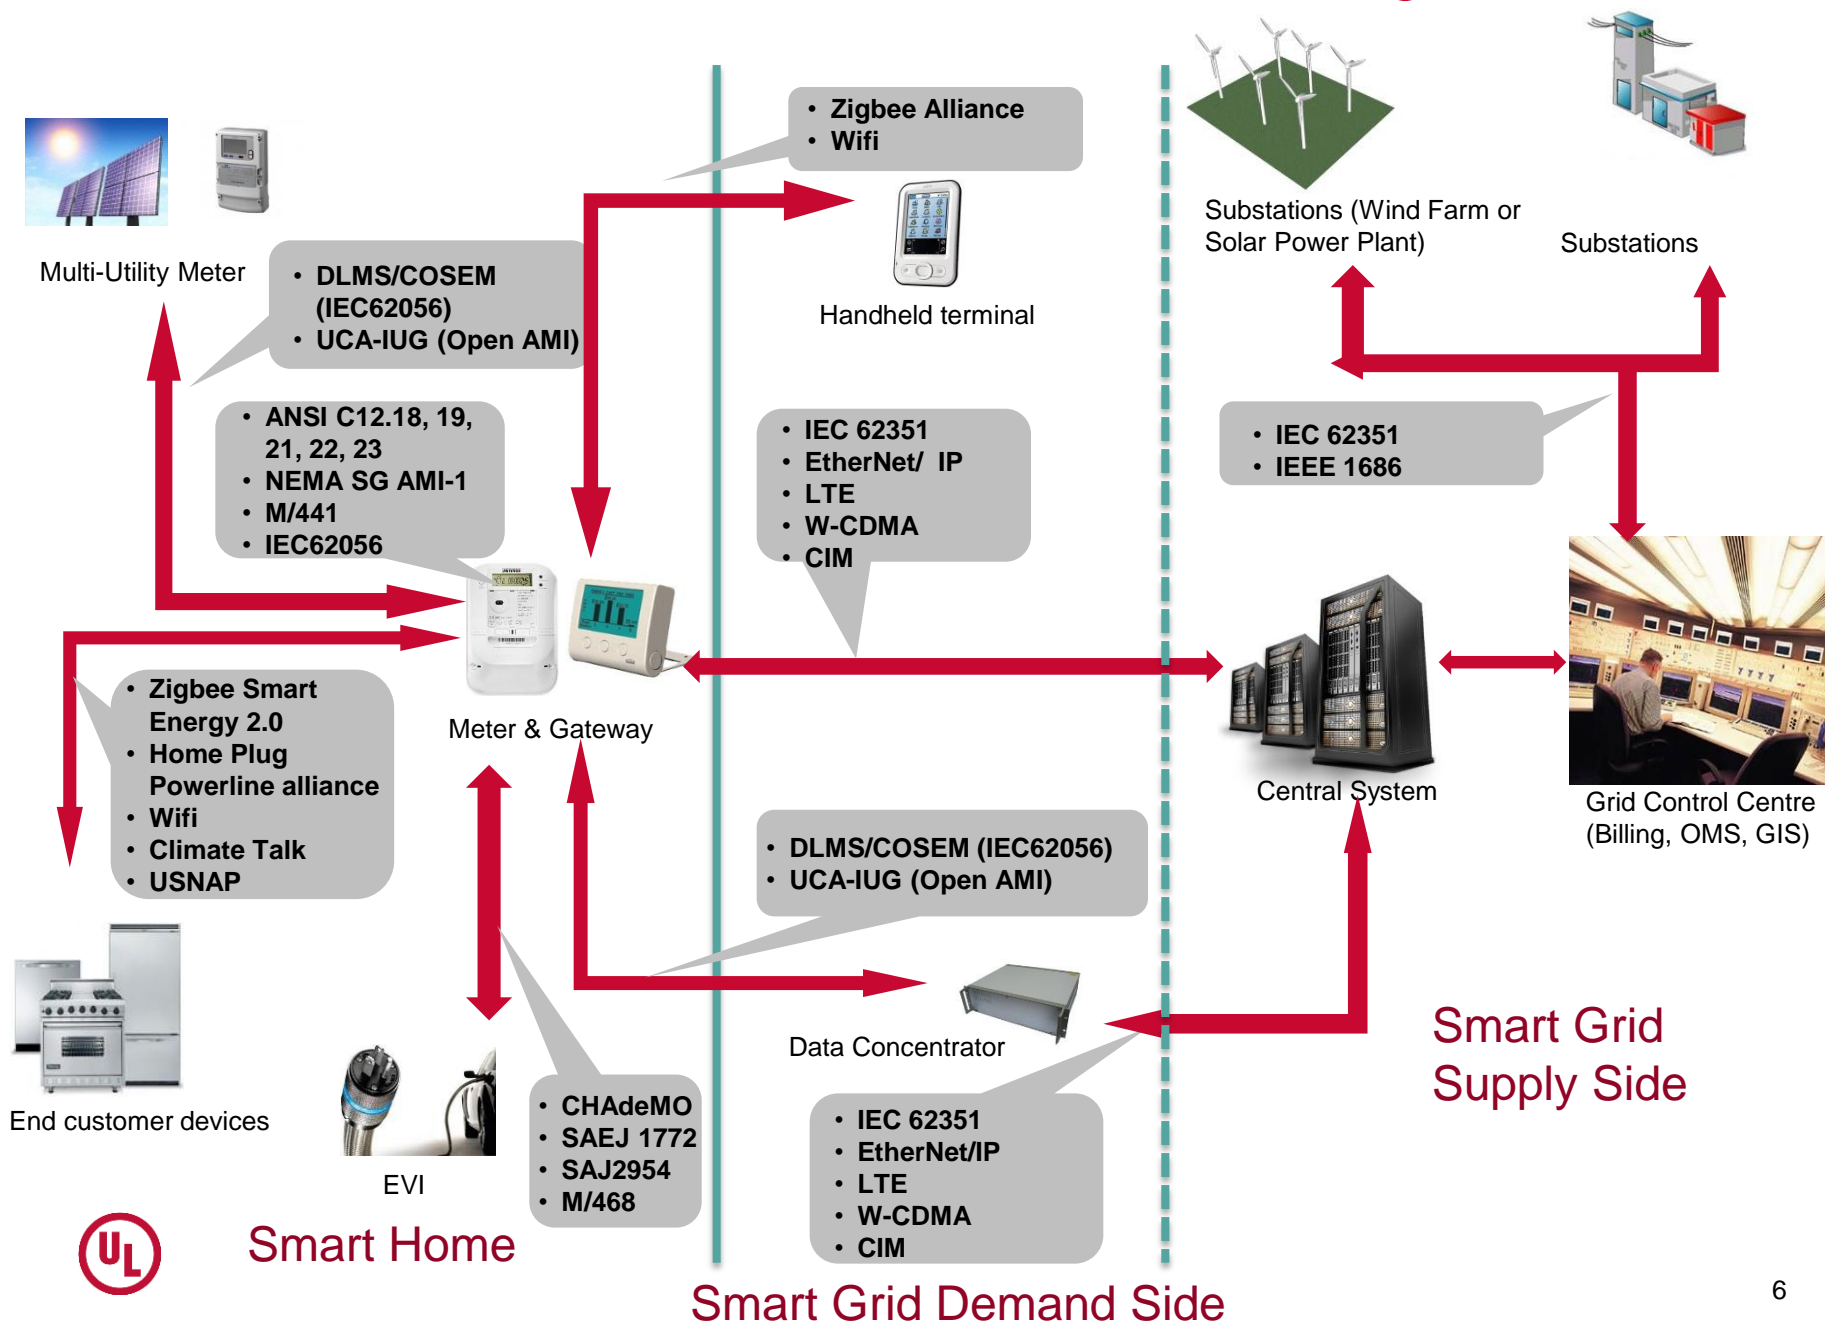 • Zigbee Alliance
• Wifi
Multi-Utility Meter
• DLMS/COSEM
(IEC62056)
• UCA-IUG (Open AMI)
Handheld terminal
Substations (Wind Farm or
Solar Power Plant)
Substations
• ANSI C12.18, 19,
21, 22, 23
• NEMA SG AMI-1
• M/441
• IEC62056
• IEC 62351
• EtherNet/ IP
• LTE
• W-CDMA
• CIM
• IEC 62351
• IEEE 1686
• Zigbee Smart
Energy 2.0
• Home Plug
Powerline alliance
• Wifi
• Climate Talk
• USNAP
Meter & Gateway
Central System
Grid Control Centre
(Billing, OMS, GIS)
• DLMS/COSEM (IEC62056)
• UCA-IUG (Open AMI)
Data Concentrator
End customer devices
EVI
• CHAdeMO
• SAEJ 1772
• SAJ2954
• M/468
• IEC 62351
• EtherNet/IP
• LTE
• W-CDMA
• CIM
Smart Grid
Supply Side
UL
Smart Home
Smart Grid Demand Side
6